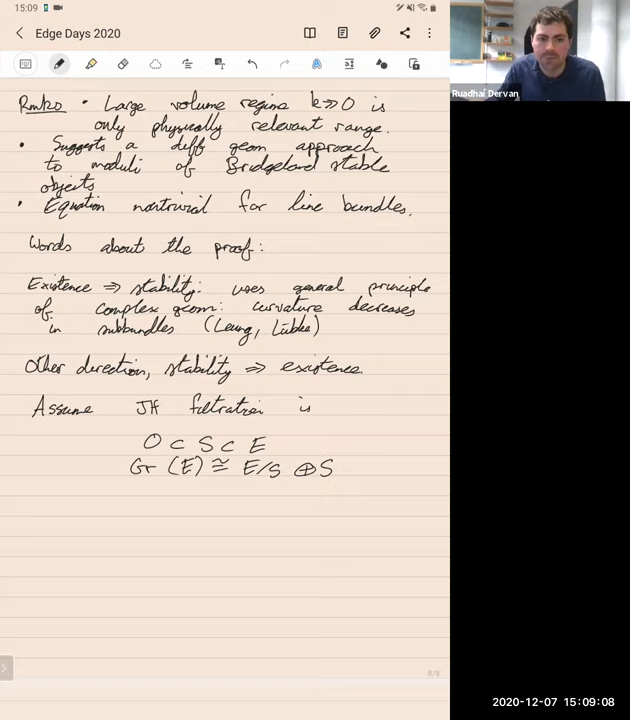 15:09
Edge Days 2020
Ruadhaí Dervan
Rmks • Large volume regime k>>0 is
only physically relevant range.
• Suggests a diff geom approach
to moduli of Bridgeland stable
objects
• Equation nontrivial for line bundles.
Words about the proof:
Existence ⇒ stability: uses general principle
of complex geom: curvature decreases
in subbundles (Leung, Lübke)
Other direction, stability ⇒ existence.
Assume JH filtration is
O ⊂ S ⊂ E
Gr (E) ≅ E/S ⊕ S
8/8
2020-12-07 15:09:08